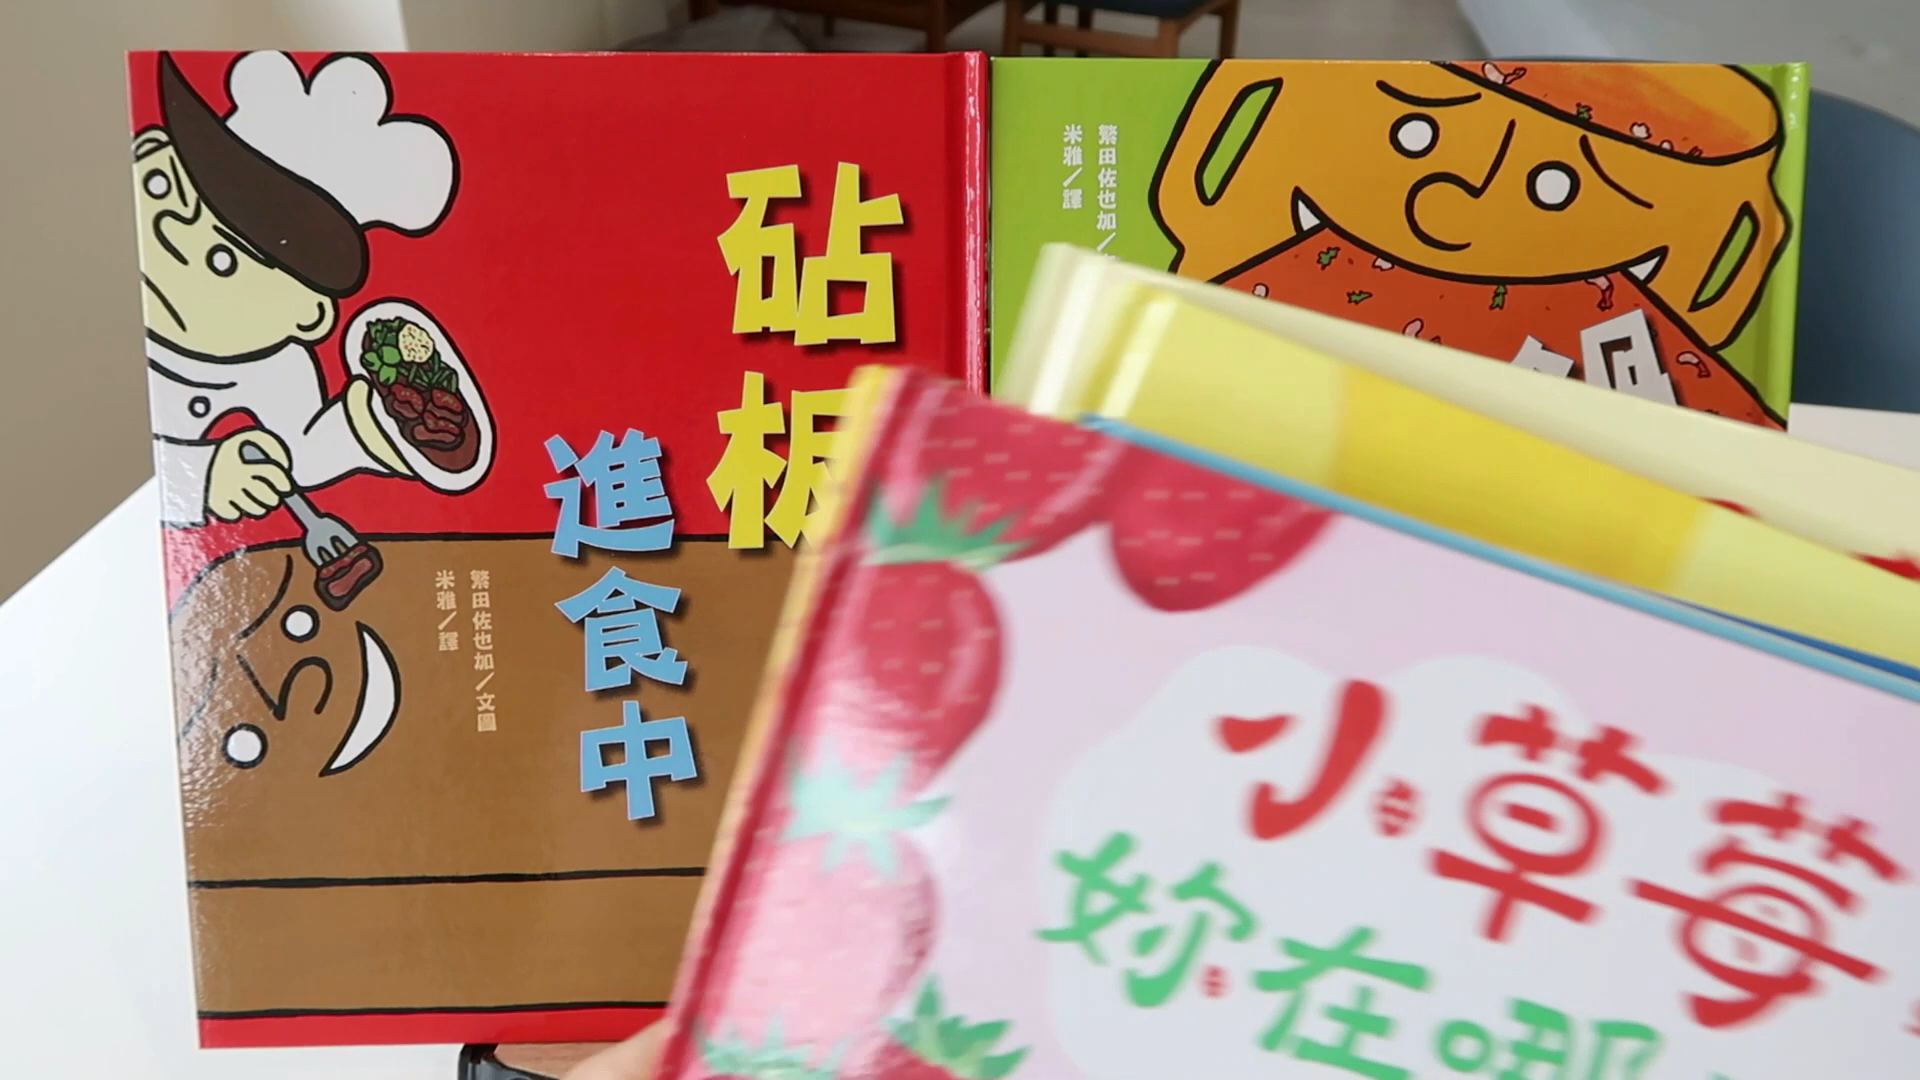 砧板
進食中
繁田佐也加／文圖
米雅／譯
繁田佐也加／
米雅／譯
鍋
小草莓
妳在哪